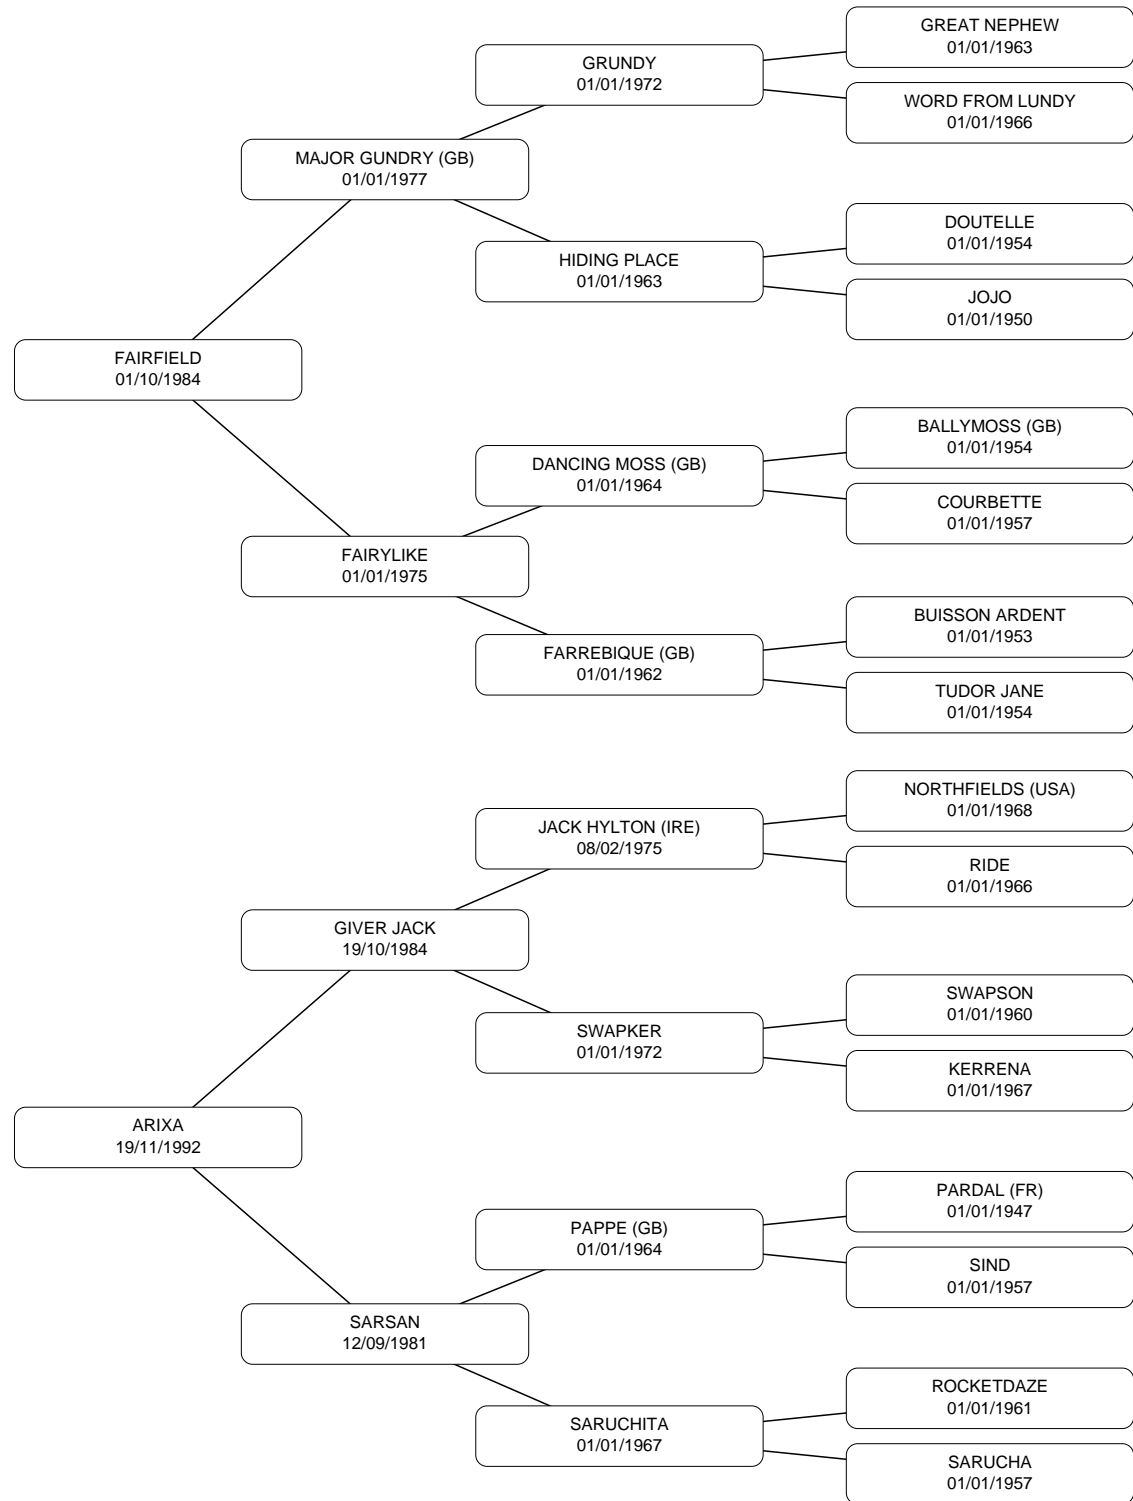 GREAT NEPHEW
01/01/1963
GRUNDY
01/01/1972
WORD FROM LUNDY
01/01/1966
MAJOR GUNDRY (GB)
01/01/1977
DOUTELLE
01/01/1954
HIDING PLACE
01/01/1963
JOJO
01/01/1950
FAIRFIELD
01/10/1984
BALLYMOSS (GB)
01/01/1954
DANCING MOSS (GB)
01/01/1964
COURBETTE
01/01/1957
FAIRYLIKE
01/01/1975
BUISSON ARDENT
01/01/1953
FARREBIQUE (GB)
01/01/1962
TUDOR JANE
01/01/1954
NORTHFIELDS (USA)
01/01/1968
JACK HYLTON (IRE)
08/02/1975
RIDE
01/01/1966
GIVER JACK
19/10/1984
SWAPSON
01/01/1960
SWAPKER
01/01/1972
KERRENA
01/01/1967
ARIXA
19/11/1992
PARDAL (FR)
01/01/1947
PAPPE (GB)
01/01/1964
SIND
01/01/1957
SARSAN
12/09/1981
ROCKETDAZE
01/01/1961
SARUCHITA
01/01/1967
SARUCHA
01/01/1957